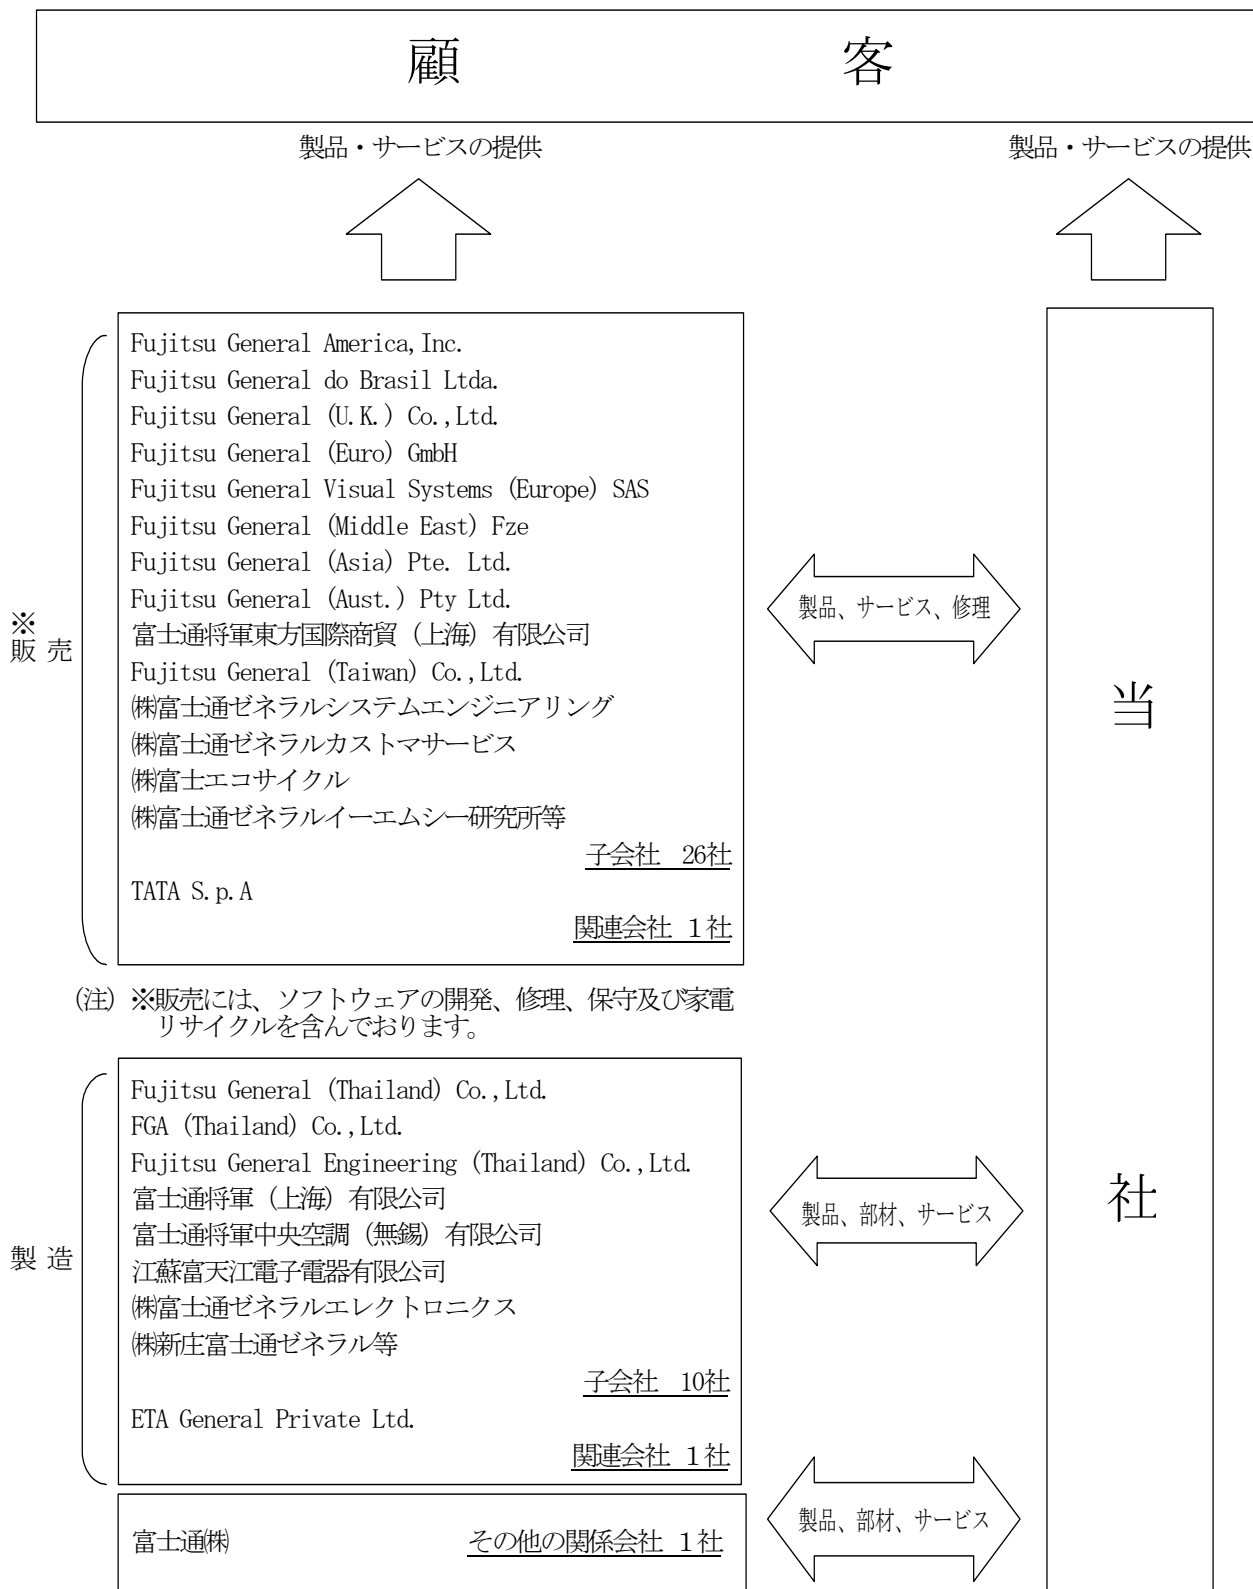 顧客
製品・サービスの提供
製品・サービスの提供
※
販売
Fujitsu General America,Inc.
Fujitsu General do Brasil Ltda.
Fujitsu General (U.K.) Co.,Ltd.
Fujitsu General (Euro) GmbH
Fujitsu General Visual Systems (Europe) SAS
Fujitsu General (Middle East) Fze
Fujitsu General (Asia) Pte. Ltd.
Fujitsu General (Aust.) Pty Ltd.
富士通将軍東方国際商貿（上海）有限公司
Fujitsu General (Taiwan) Co.,Ltd.
㈱富士通ゼネラルシステムエンジニアリング
㈱富士通ゼネラルカストマサービス
㈱富士エコサイクル
㈱富士通ゼネラルイーエムシー研究所等
子会社 26社
TATA S.p.A
関連会社 １社
製品、サービス、修理
当社
(注) ※販売には、ソフトウェアの開発、修理、保守及び家電
リサイクルを含んでおります。
製造
Fujitsu General (Thailand) Co.,Ltd.
FGA (Thailand) Co.,Ltd.
Fujitsu General Engineering (Thailand) Co.,Ltd.
富士通将軍（上海）有限公司
富士通将軍中央空調（無錫）有限公司
江蘇富天江電子電器有限公司
㈱富士通ゼネラルエレクトロニクス
㈱新庄富士通ゼネラル等
子会社 10社
ETA General Private Ltd.
関連会社 １社
製品、部材、サービス
富士通㈱ その他の関係会社 １社
製品、部材、サービス